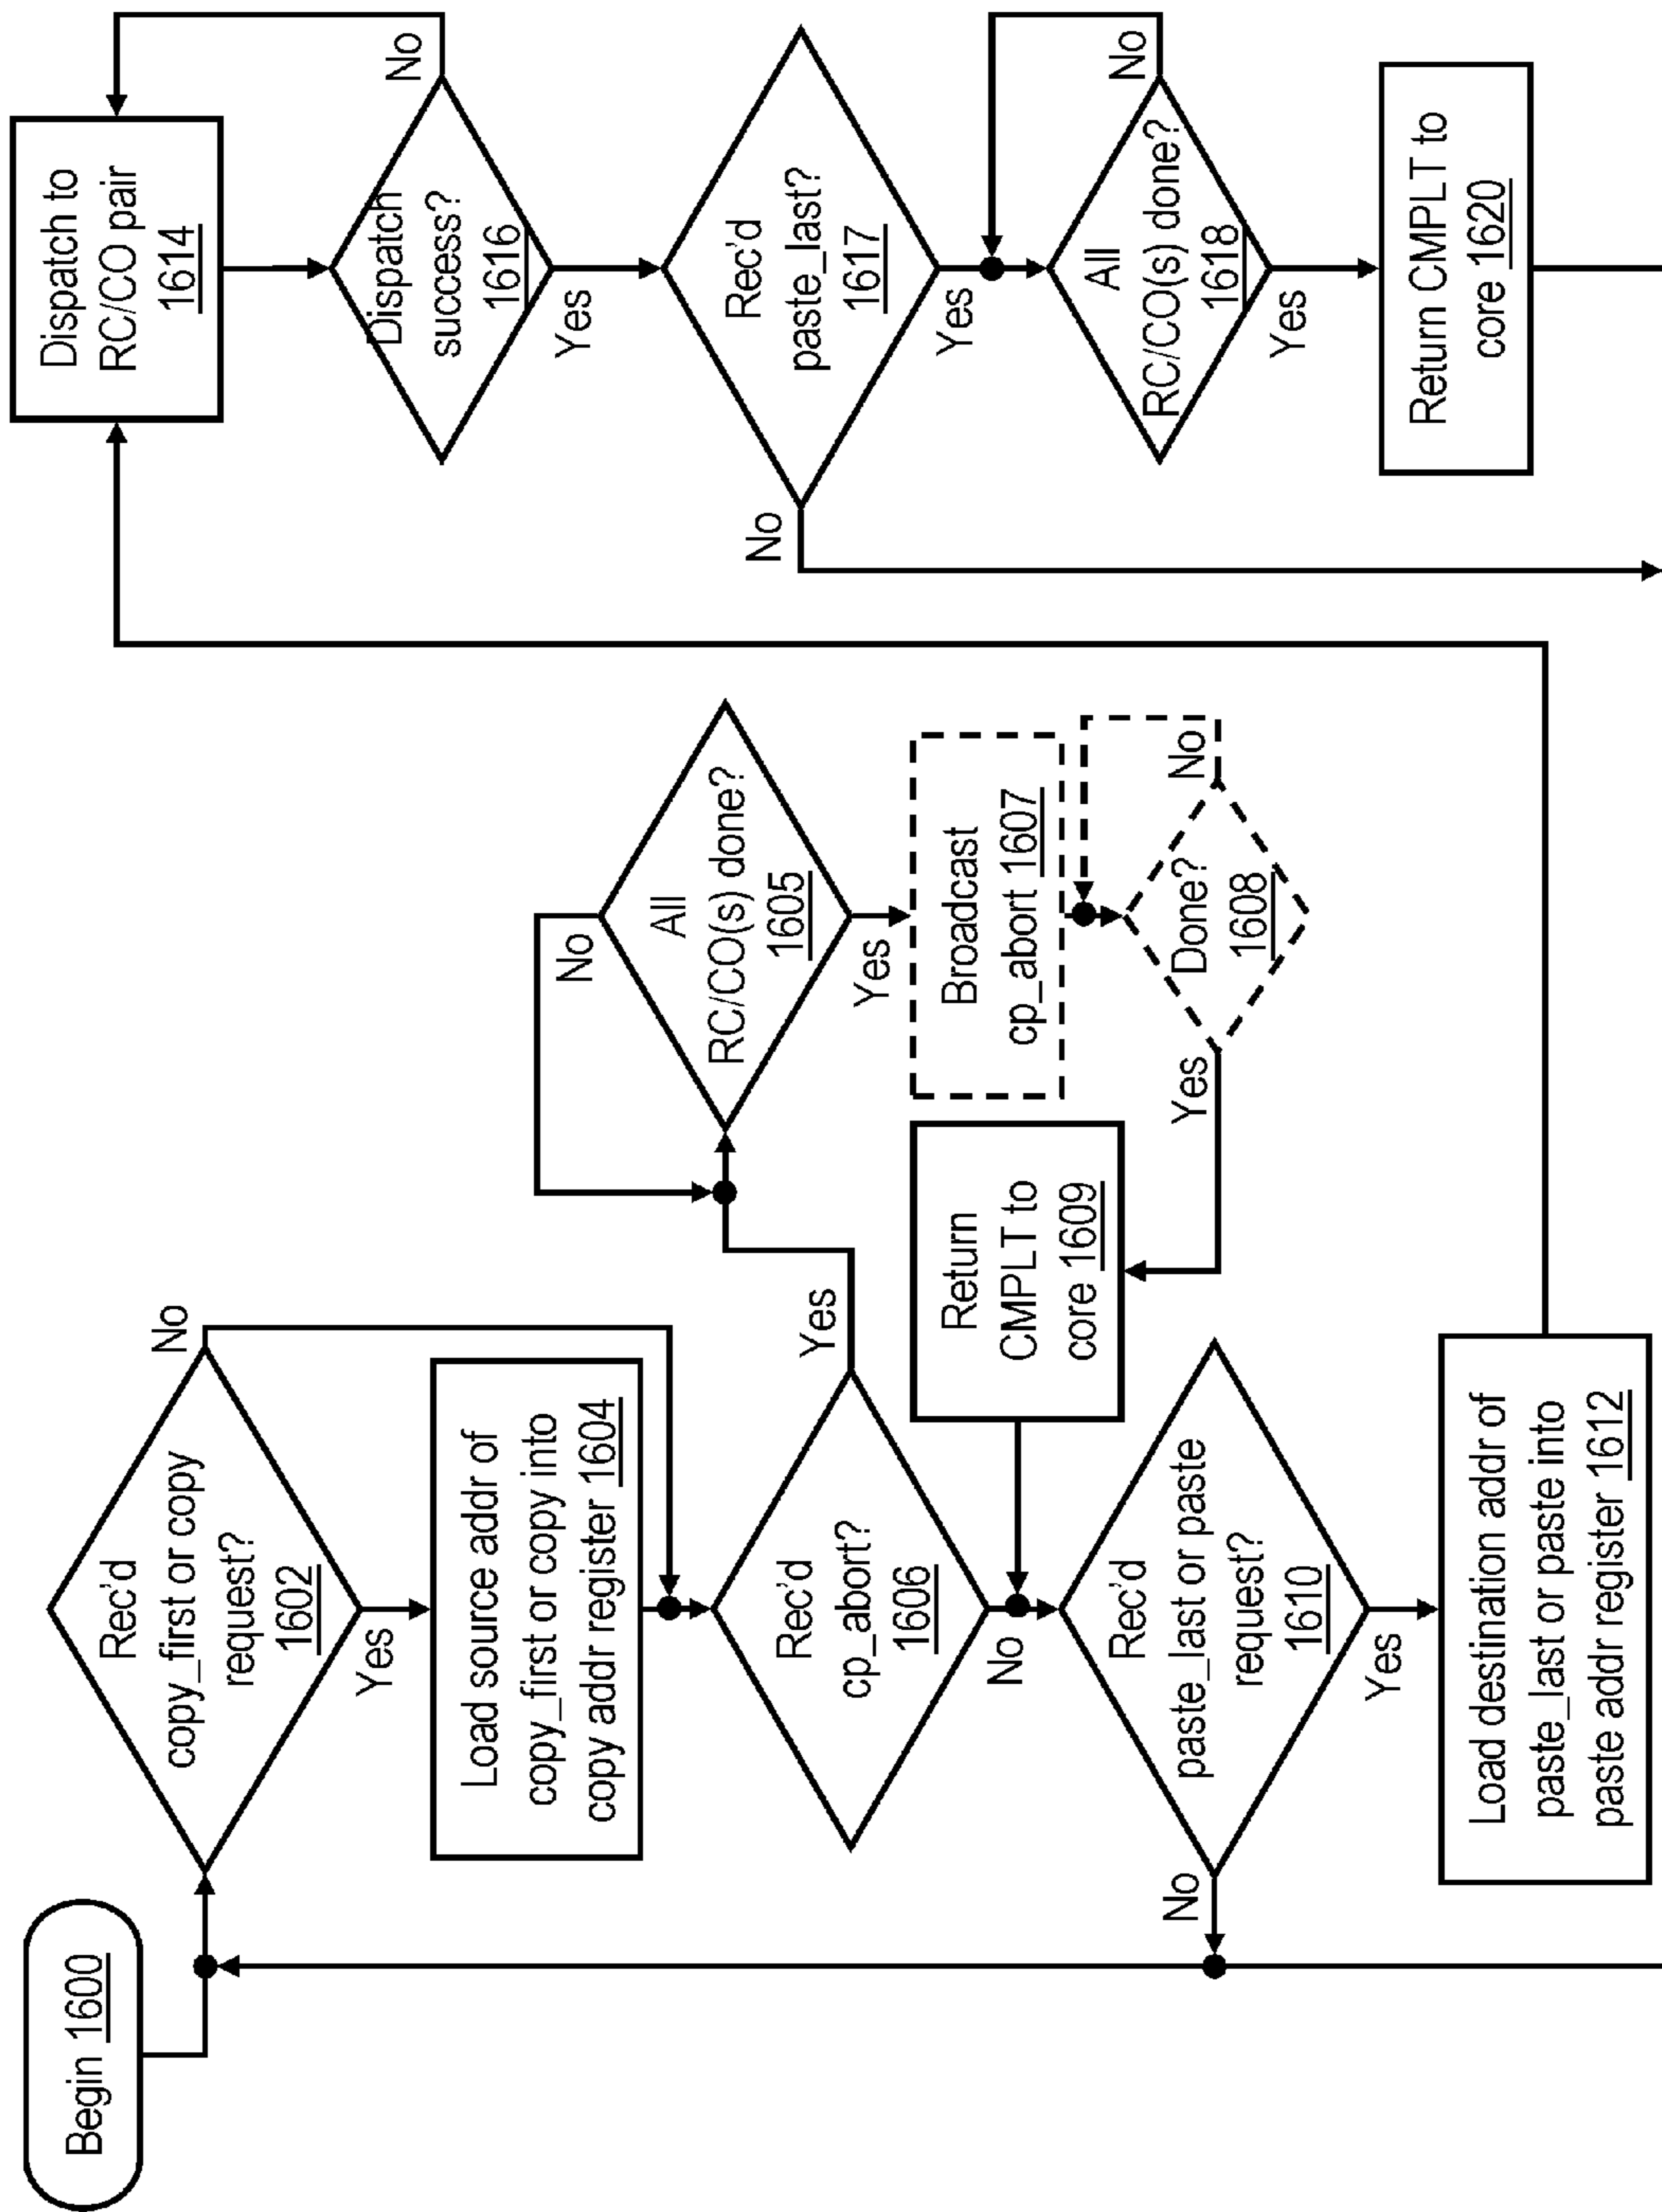 Begin 1600
Rec'd
copy_first or copy
request?
1602
No
Yes
Load source addr of
copy_first or copy into
copy addr register 1604
Rec'd
cp_abort?
1606
Yes
No
All
RC/CO(s) done?
1605
No
Yes
Broadcast
cp_abort 1607
Done?
1608
No
Yes
Return
CMPLT to
core 1609
Rec'd
paste_last or paste
request?
1610
No
Yes
Load destination addr of
paste_last or paste into
paste addr register 1612
Dispatch to
RC/CO pair
1614
Dispatch
success?
1616
No
Yes
Rec'd
paste_last?
1617
No
Yes
All
RC/CO(s) done?
1618
No
Yes
Return CMPLT to
core 1620